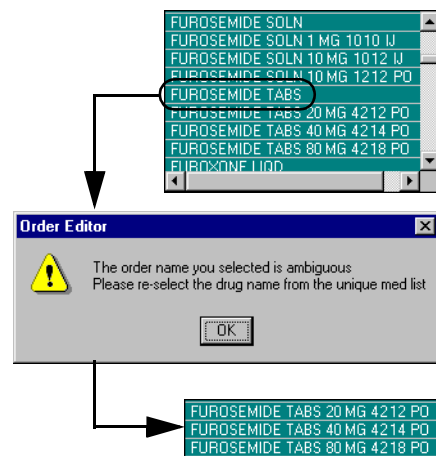 FUROSEMIDE SOLN
FUROSEMIDE SOLN 1 MG 1010 IJ
FUROSEMIDE SOLN 10 MG 1012 IJ
FUROSEMIDE SOLN 10 MG 1212 PO
FUROSEMIDE TABS
FUROSEMIDE TABS 20 MG 4212 PO
FUROSEMIDE TABS 40 MG 4214 PO
FUROSEMIDE TABS 80 MG 4218 PO
FUROXONE LIQD
Order Editor
The order name you selected is ambiguous
Please re-select the drug name from the unique med list
OK
FUROSEMIDE TABS 20 MG 4212 PO
FUROSEMIDE TABS 40 MG 4214 PO
FUROSEMIDE TABS 80 MG 4218 PO